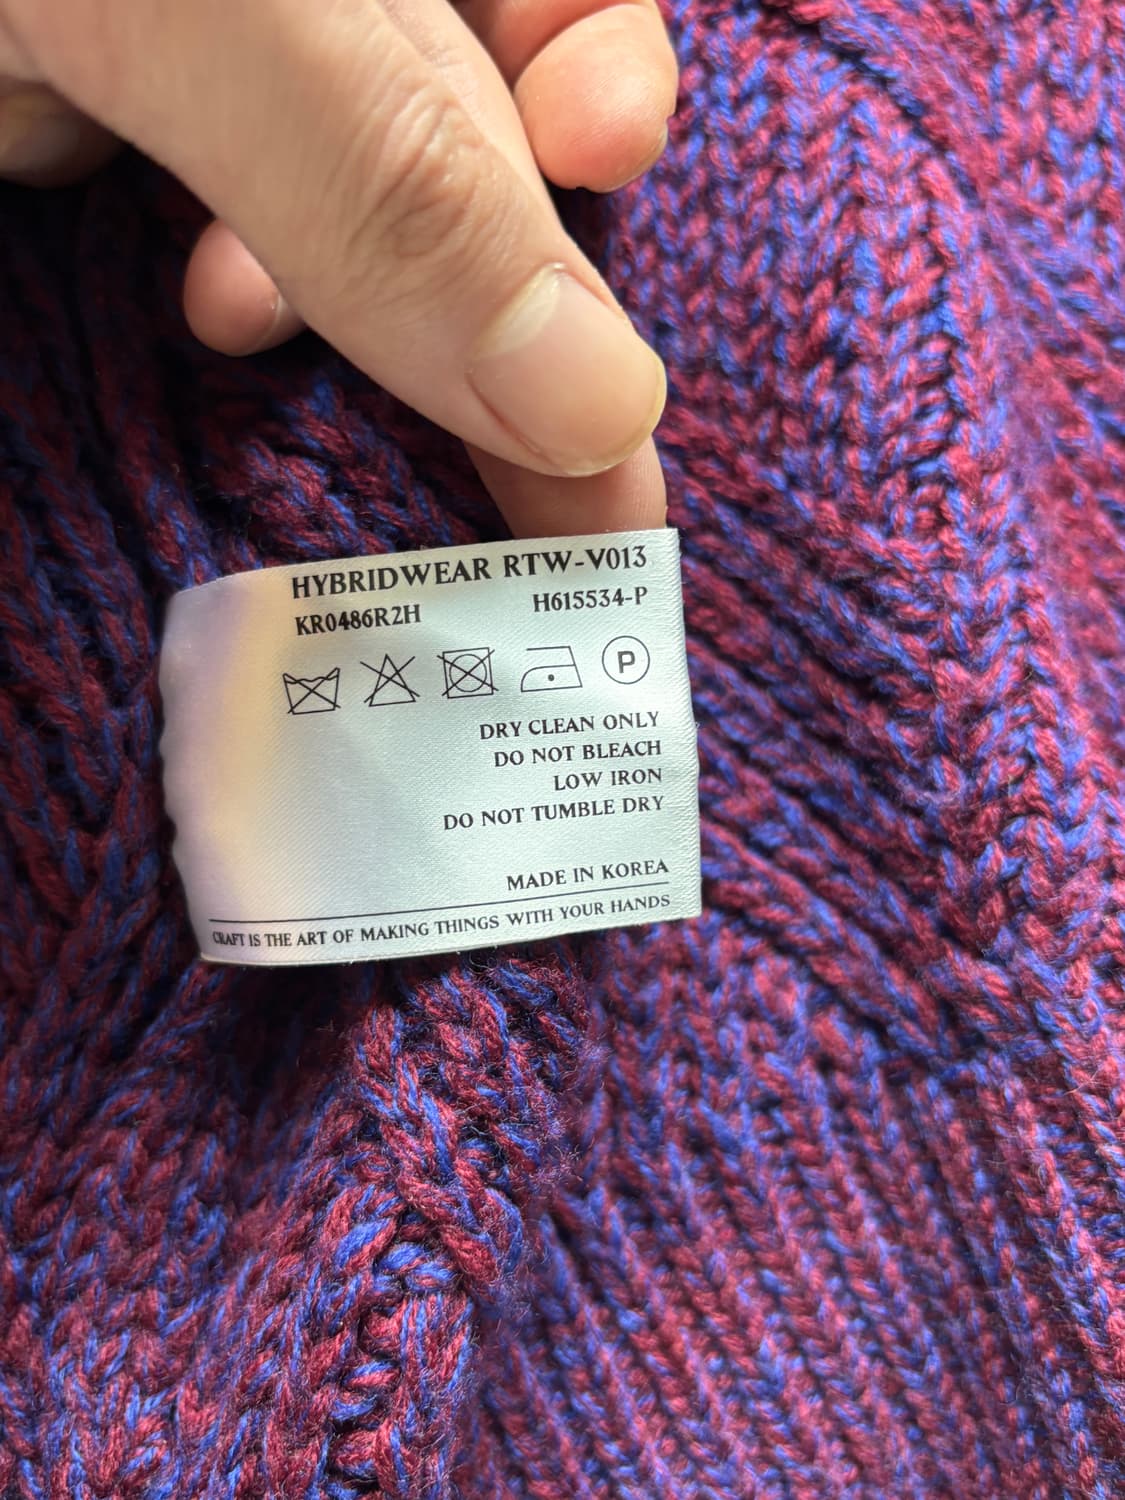 HYBRIDWEAR RTW-V013
KR0486R2H H615534-P
P
DRY CLEAN ONLY
DO NOT BLEACH
LOW IRON
DO NOT TUMBLE DRY
MADE IN KOREA
CRAFT IS THE ART OF MAKING THINGS WITH YOUR HANDS